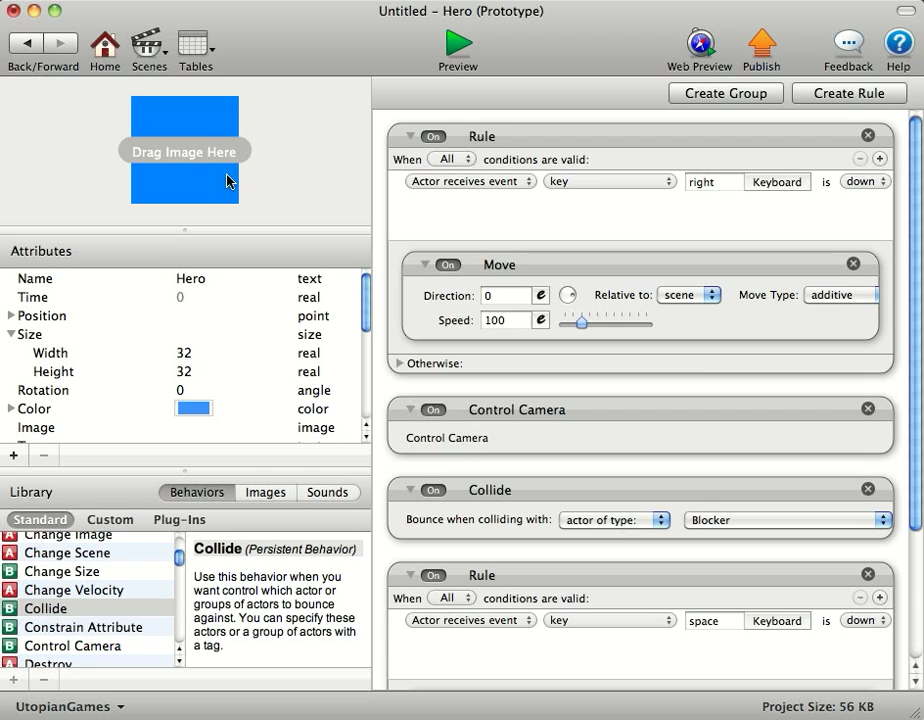 Untitled – Hero (Prototype)
Back/Forward
Home
Scenes
Tables
Preview
Web Preview
Publish
Feedback
Help
Create Group
Create Rule
Drag Image Here
Attributes
Name Hero text
Time 0 real
Position point
Size size
Width 32 real
Height 32 real
Rotation 0 angle
Color color
Image image
+ −
Library Behaviors Images Sounds
Standard Custom Plug-Ins
A Change Image
A Change Scene
B Change Size
A Change Velocity
B Collide
B Constrain Attribute
B Control Camera
A Destroy
Collide (Persistent Behavior)
Use this behavior when you
want control which actor or
groups of actors to bounce
against. You can specify these
actors or a group of actors with
a tag.
+ −
UtopianGames
On Rule
When All conditions are valid:
Actor receives event key right Keyboard is down
On Move
Direction: 0 e Relative to: scene Move Type: additive
Speed: 100 e
Otherwise:
On Control Camera
Control Camera
On Collide
Bounce when colliding with: actor of type: Blocker
On Rule
When All conditions are valid:
Actor receives event key space Keyboard is down
Project Size: 56 KB